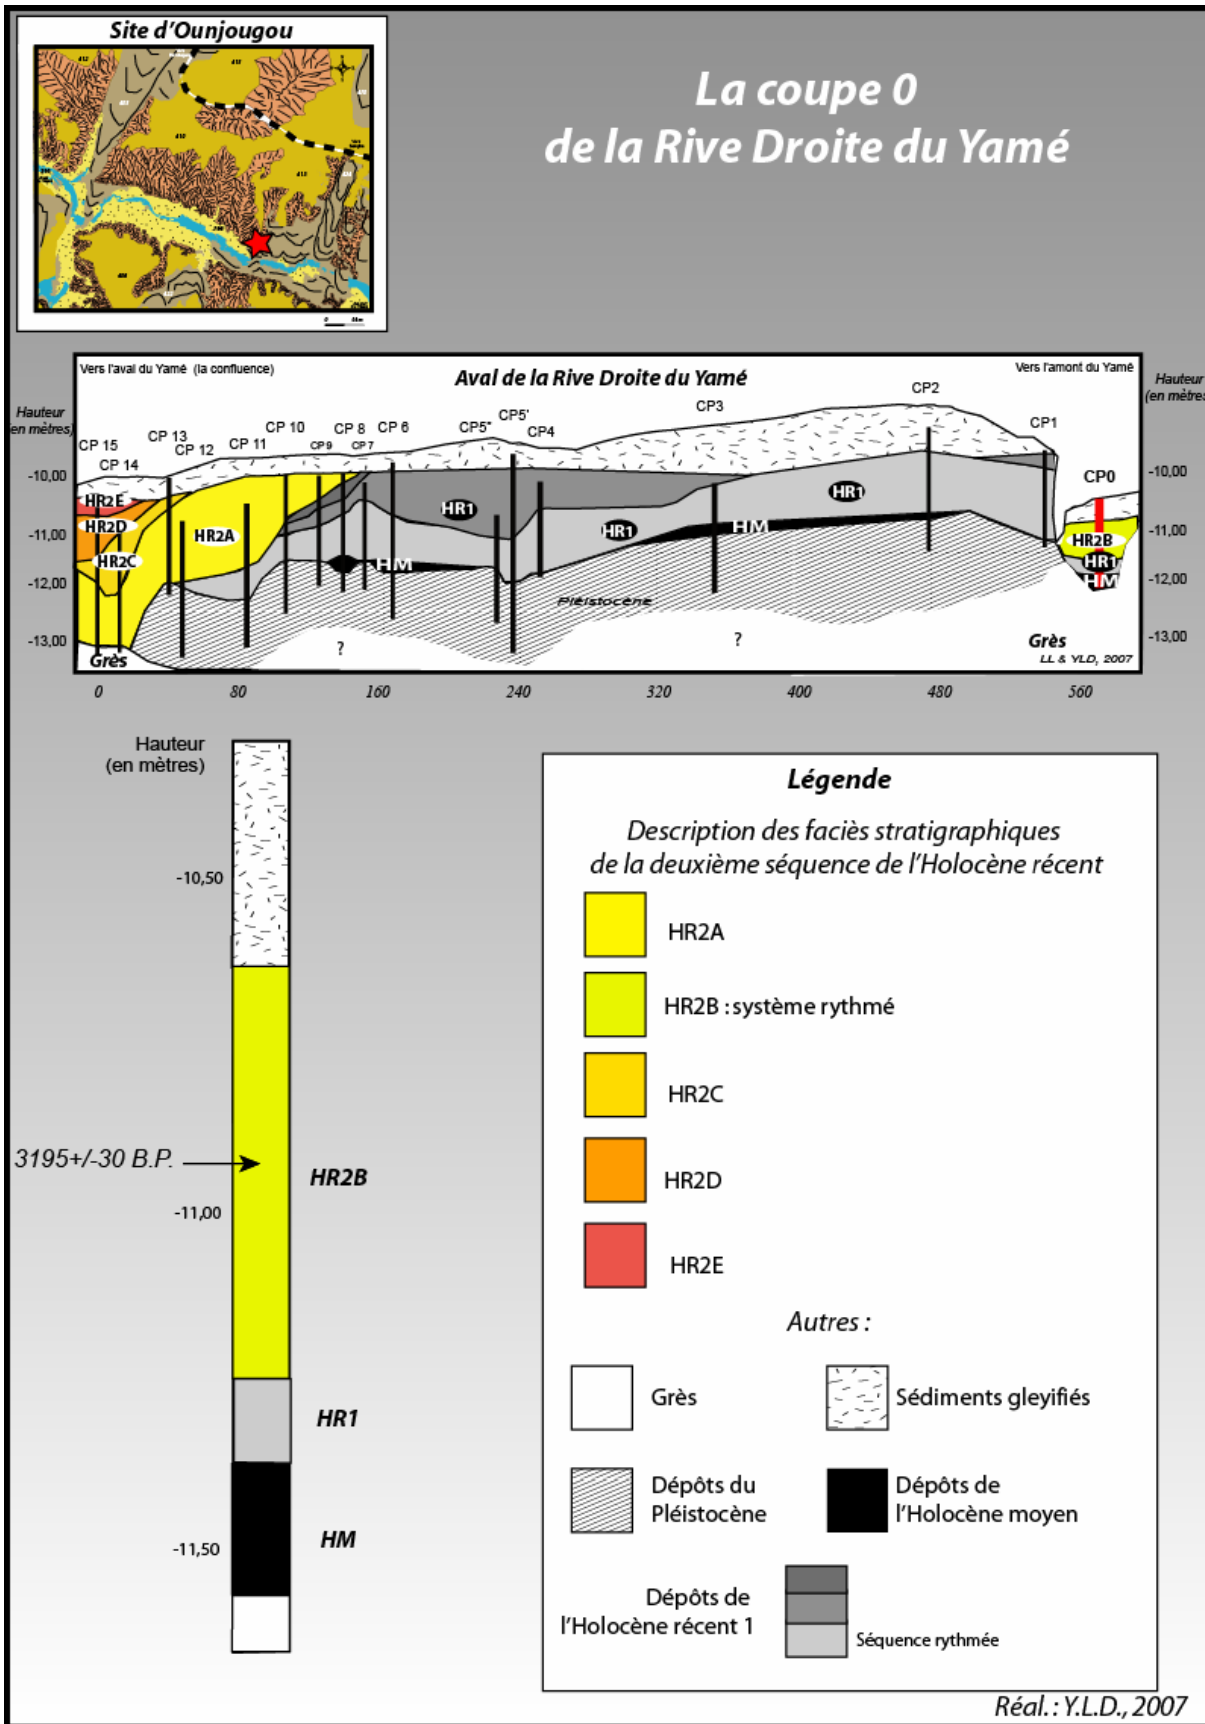 Site d'Ounjougou
La coupe 0
de la Rive Droite du Yamé
Vers l'aval du Yamé (la confluence)
Aval de la Rive Droite du Yamé
Vers l'amont du Yamé
Hauteur
(en mètres)
Hauteur
(en mètres)
CP 15
CP 14
CP 13
CP 12
CP 11
CP 10
CP 9
CP 8
CP 7
CP 6
CP5"
CP5'
CP4
CP3
CP2
CP1
CP0
-10,00
-11,00
-12,00
-13,00
-10,00
-11,00
-12,00
-13,00
HR2E
HR2D
HR2C
HR2A
HR1
HR1
HR1
HM
HM
HR2B
HR1
HM
Pléistocène
?
?
Grès
Grès
LL & YLD, 2007
0
80
160
240
320
400
480
560
Hauteur
(en mètres)
-10,50
3195+/-30 B.P.
HR2B
-11,00
HR1
-11,50
HM
Légende
Description des faciès stratigraphiques
de la deuxième séquence de l'Holocène récent
HR2A
HR2B : système rythmé
HR2C
HR2D
HR2E
Autres :
Grès
Sédiments gleyifiés
Dépôts du
Pléistocène
Dépôts de
l'Holocène moyen
Dépôts de
l'Holocène récent 1
Séquence rythmée
Réal. : Y.L.D., 2007